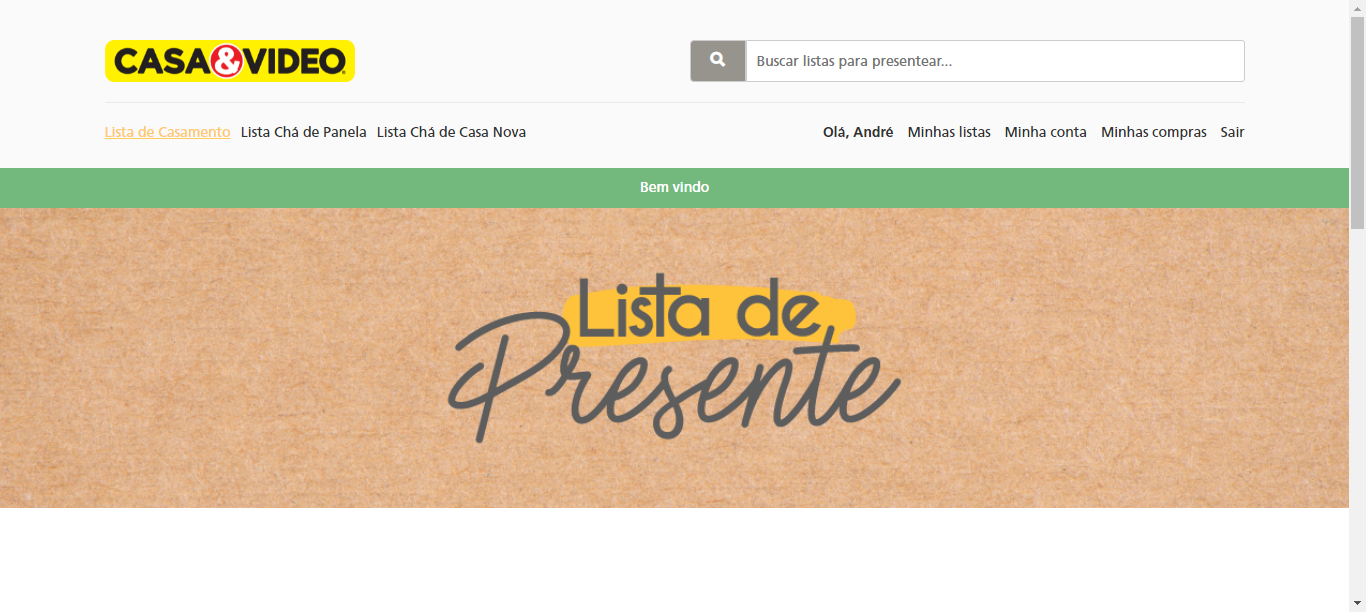 CASA&VIDEO
Buscar listas para presentear...
Lista de Casamento Lista Chá de Panela Lista Chá de Casa Nova
Olá, André Minhas listas Minha conta Minhas compras Sair
Bem vindo
Lista de
Presente